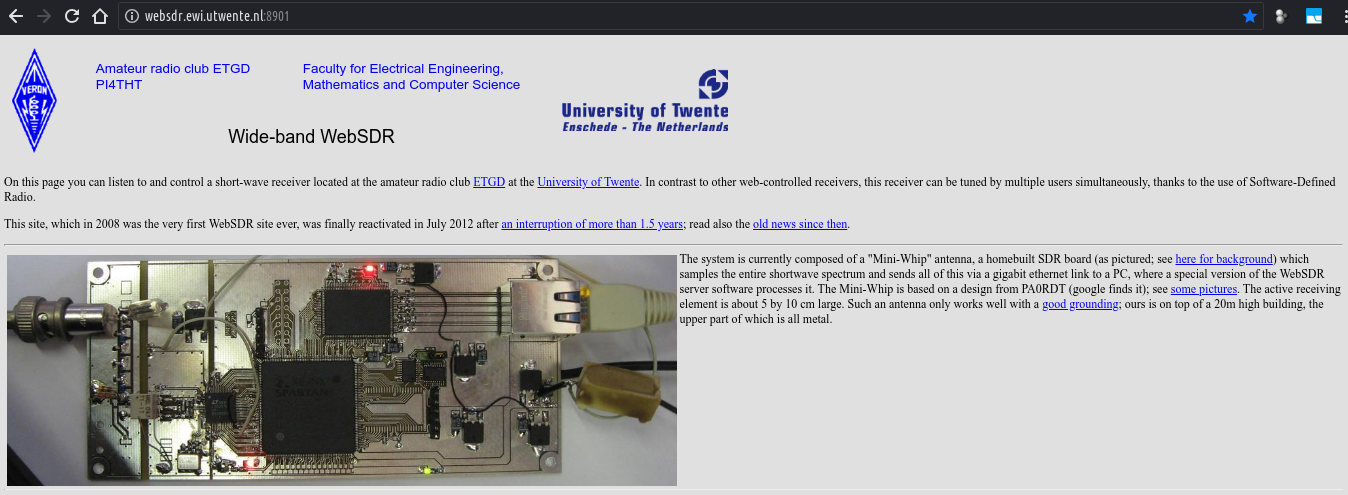 websdr.ewi.utwente.nl:8901
VERON
Amateur radio club ETGD
PI4THT
Faculty for Electrical Engineering,
Mathematics and Computer Science
University of Twente
Enschede - The Netherlands
Wide-band WebSDR
On this page you can listen to and control a short-wave receiver located at the amateur radio club ETGD at the University of Twente. In contrast to other web-controlled receivers, this receiver can be tuned by multiple users simultaneously, thanks to the use of Software-Defined
Radio.
This site, which in 2008 was the very first WebSDR site ever, was finally reactivated in July 2012 after an interruption of more than 1.5 years; read also the old news since then.
The system is currently composed of a "Mini-Whip" antenna, a homebuilt SDR board (as pictured; see here for background) which
samples the entire shortwave spectrum and sends all of this via a gigabit ethernet link to a PC, where a special version of the WebSDR
server software processes it. The Mini-Whip is based on a design from PA0RDT (google finds it); see some pictures. The active receiving
element is about 5 by 10 cm large. Such an antenna only works well with a good grounding; ours is on top of a 20m high building, the
upper part of which is all metal.
XILINX
SPARTAN